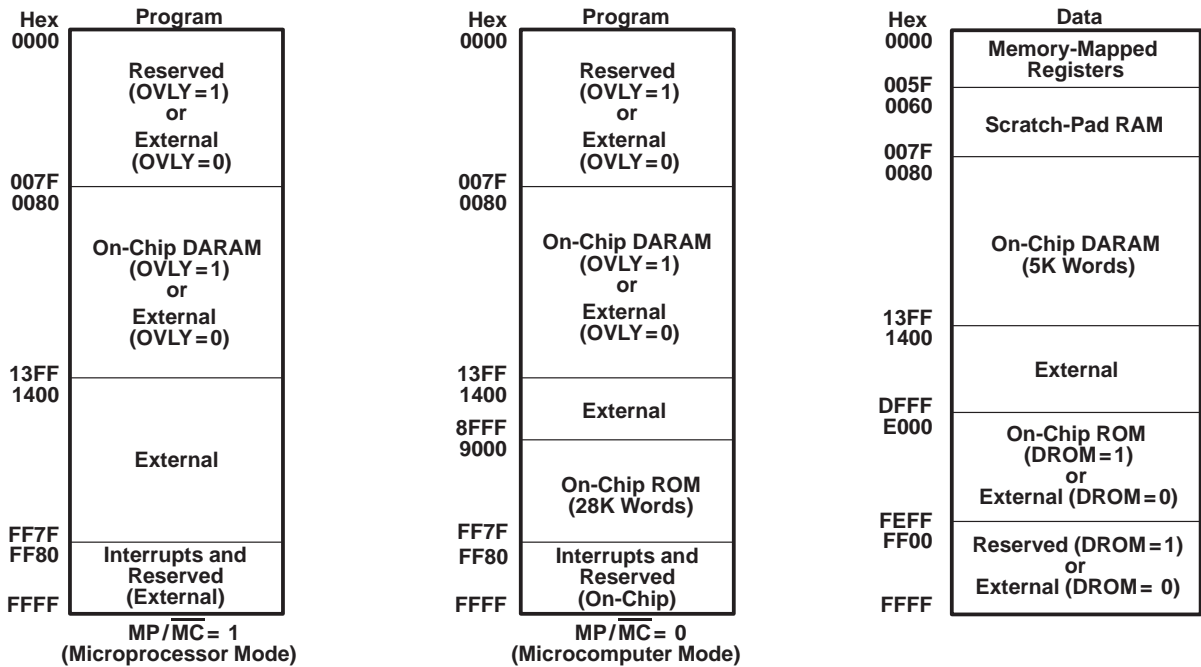 Hex Program
0000
Reserved
(OVLY = 1)
or
External
(OVLY = 0)
007F
0080
On-Chip DARAM
(OVLY = 1)
or
External
(OVLY = 0)
13FF
1400
External
FF7F
FF80
Interrupts and
Reserved
(External)
FFFF
MP/M̅C̅ = 1
(Microprocessor Mode)
Hex Program
0000
Reserved
(OVLY = 1)
or
External
(OVLY = 0)
007F
0080
On-Chip DARAM
(OVLY = 1)
or
External
(OVLY = 0)
13FF
1400
External
8FFF
9000
On-Chip ROM
(28K Words)
FF7F
FF80
Interrupts and
Reserved
(On-Chip)
FFFF
MP/M̅C̅ = 0
(Microcomputer Mode)
Hex Data
0000
Memory-Mapped
Registers
005F
0060
Scratch-Pad RAM
007F
0080
On-Chip DARAM
(5K Words)
13FF
1400
External
DFFF
E000
On-Chip ROM
(DROM = 1)
or
External (DROM = 0)
FEFF
FF00
Reserved (DROM = 1)
or
External (DROM = 0)
FFFF